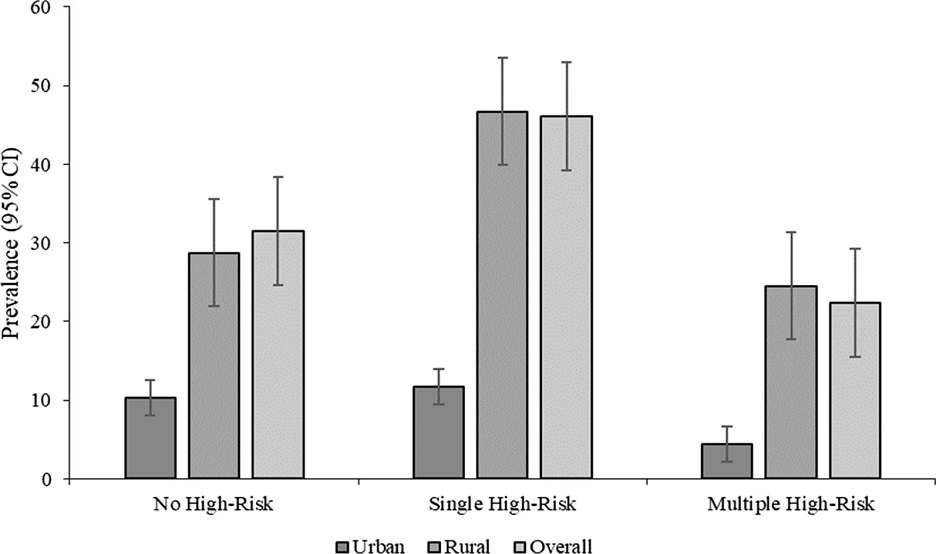 60
50
40
30
20
10
0
Prevalence (95%CI)
No High-Risk
Single High-Risk
Multiple High-Risk
Urban
Rural
Overall